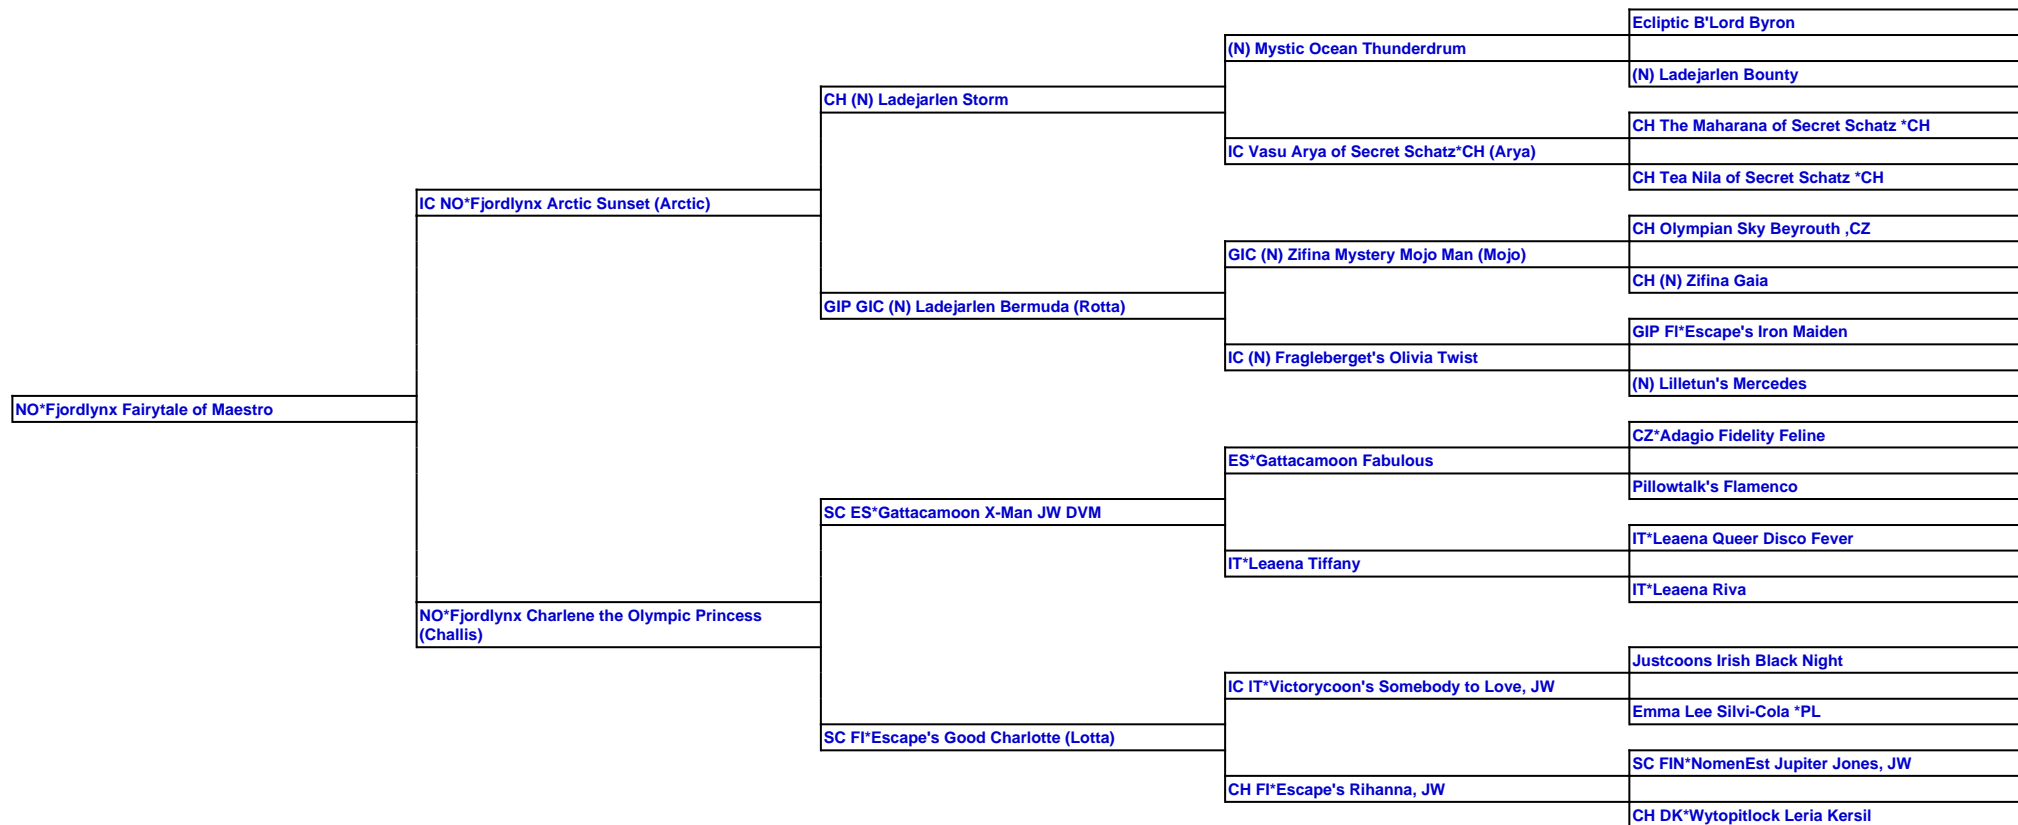 Ecliptic B'Lord Byron
(N) Mystic Ocean Thunderdrum
(N) Ladejarlen Bounty
CH (N) Ladejarlen Storm
CH The Maharana of Secret Schatz *CH
IC Vasu Arya of Secret Schatz*CH (Arya)
CH Tea Nila of Secret Schatz *CH
IC NO*Fjordlynx Arctic Sunset (Arctic)
CH Olympian Sky Beyrouth ,CZ
GIC (N) Zifina Mystery Mojo Man (Mojo)
CH (N) Zifina Gaia
GIP GIC (N) Ladejarlen Bermuda (Rotta)
GIP FI*Escape's Iron Maiden
IC (N) Fragleberget's Olivia Twist
(N) Lilletun's Mercedes
NO*Fjordlynx Fairytale of Maestro
CZ*Adagio Fidelity Feline
ES*Gattacamoon Fabulous
Pillowtalk's Flamenco
SC ES*Gattacamoon X-Man JW DVM
IT*Leaena Queer Disco Fever
IT*Leaena Tiffany
IT*Leaena Riva
NO*Fjordlynx Charlene the Olympic Princess
(Challis)
Justcoons Irish Black Night
IC IT*Victorycoon's Somebody to Love, JW
Emma Lee Silvi-Cola *PL
SC FI*Escape's Good Charlotte (Lotta)
SC FIN*NomenEst Jupiter Jones, JW
CH FI*Escape's Rihanna, JW
CH DK*Wytopitlock Leria Kersil